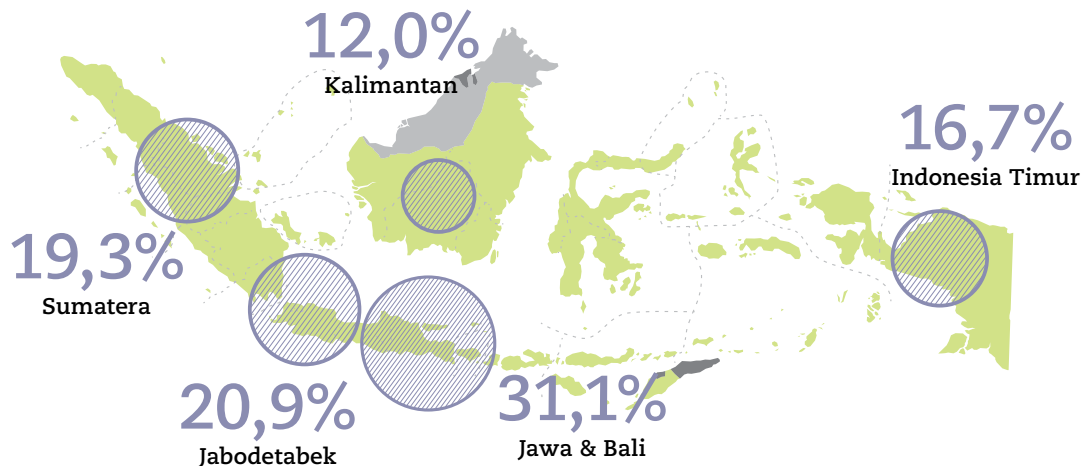 12,0%
Kalimantan
16,7%
Indonesia Timur
19,3%
Sumatera
20,9%
Jabodetabek
31,1%
Jawa & Bali